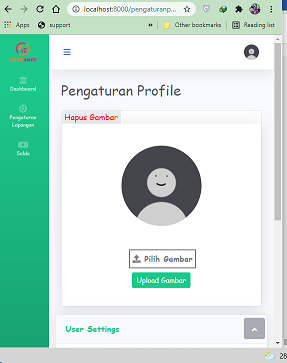 localhost:8000/pengaturanp...
Apps
support
»
Other bookmarks
Reading list
Dashboard
Pengaturan
Lapangan
Saldo
Pengaturan Profile
Hapus Gambar
Pilih Gambar
Upload Gambar
User Settings
28